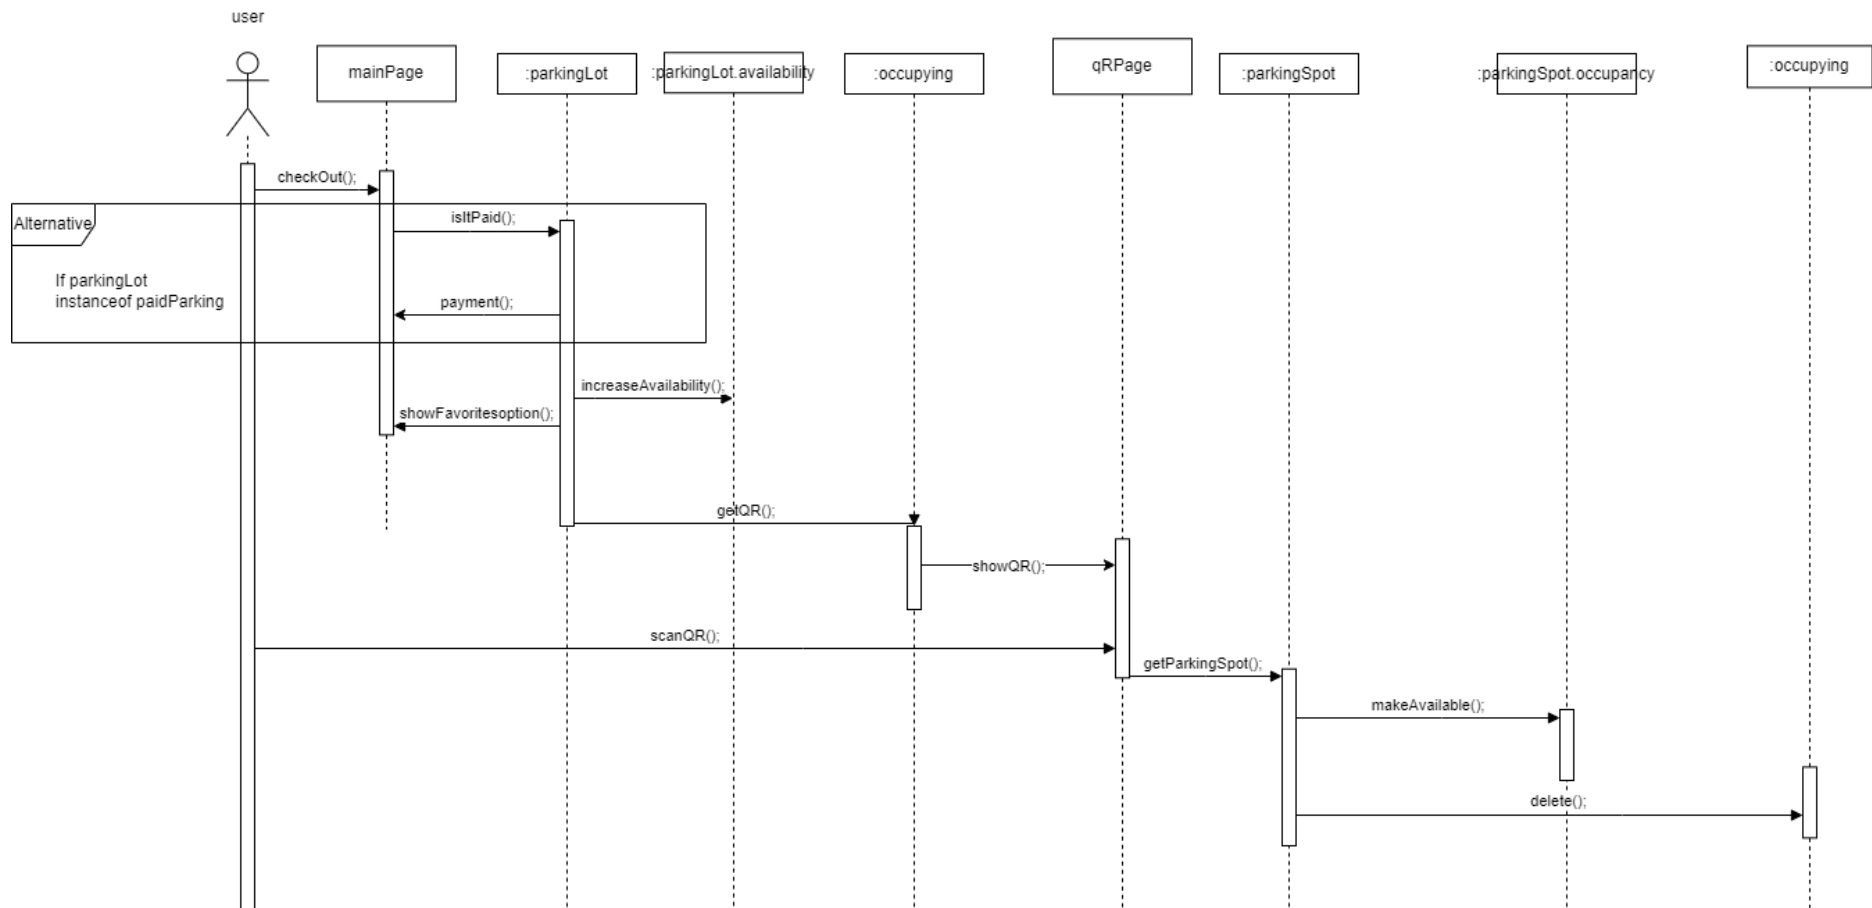 user
mainPage
:parkingLot
:parkingLot.availability
:occupying
qRPage
:parkingSpot
:parkingSpot.occupancy
:occupying
checkOut();
Alternative
isItPaid();
If parkingLot
instanceof paidParking
payment();
increaseAvailability();
showFavoritesoption();
getQR();
showQR();
scanQR();
getParkingSpot();
makeAvailable();
delete();